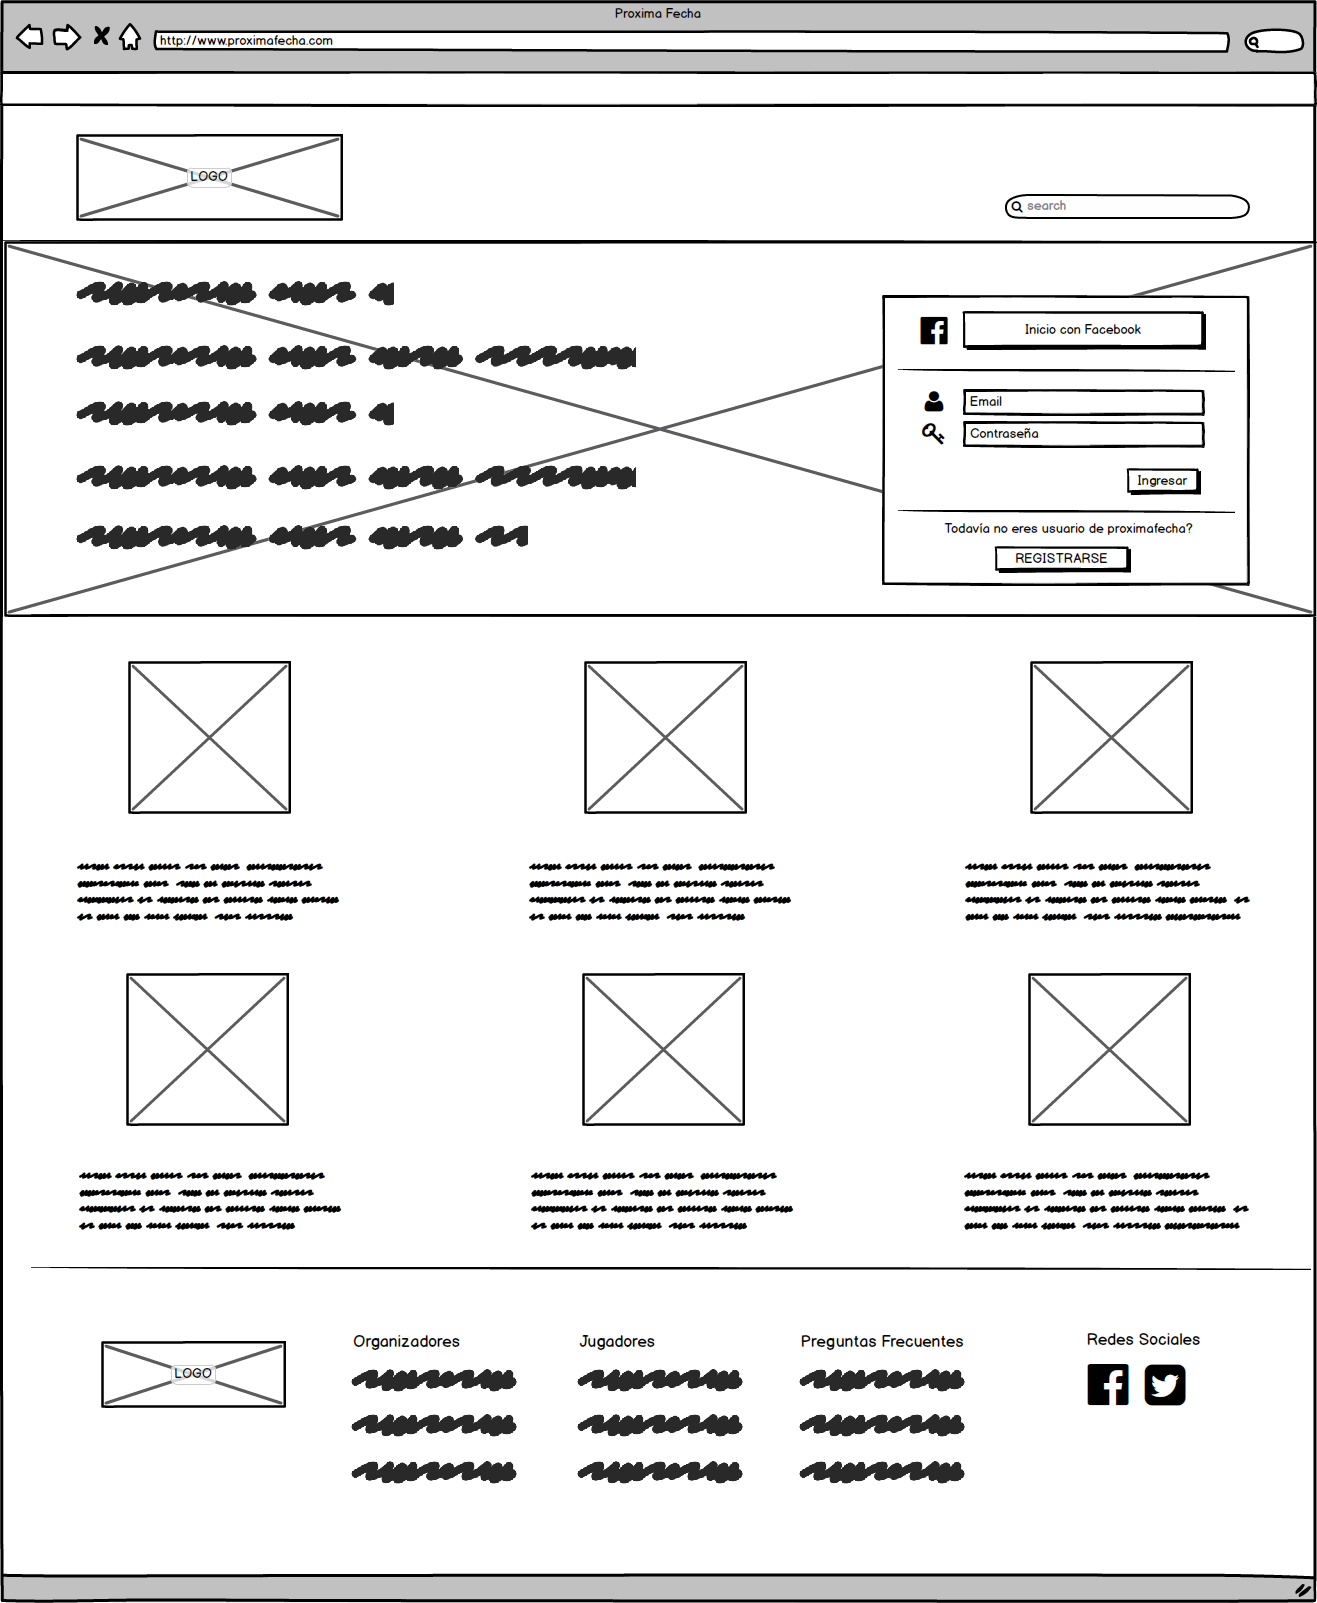 Proxima Fecha
http://www.proximafecha.com
LOGO
search
Inicio con Facebook
Email
Contraseña
Ingresar
Todavía no eres usuario de proximafecha?
REGISTRARSE
Organizadores
Jugadores
Preguntas Frecuentes
Redes Sociales
LOGO